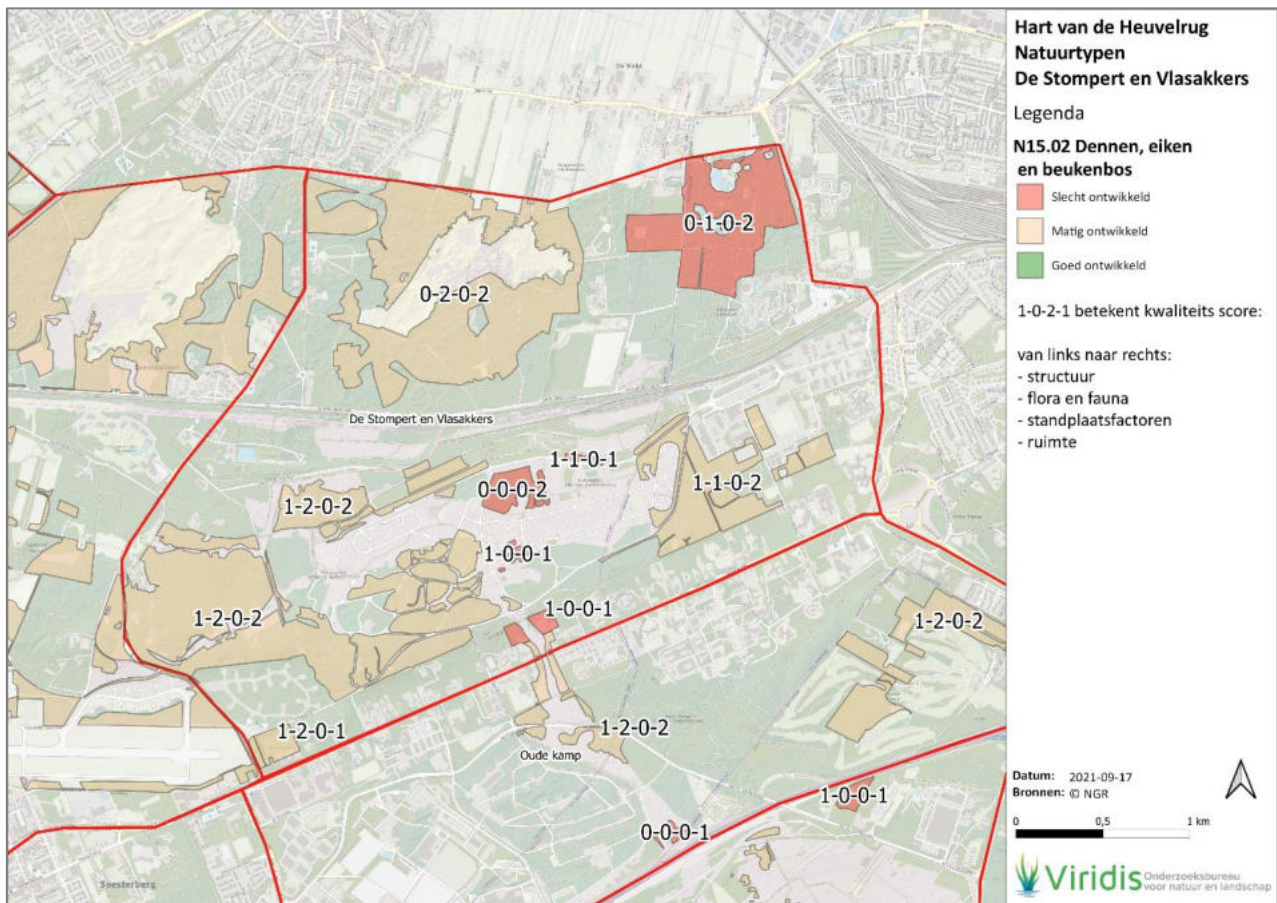 Hart van de Heuvelrug
Natuurtypen
De Stompert en Vlasakkers
Legenda
N15.02 Dennen, eiken
en beukenbos
Slecht ontwikkeld
Matig ontwikkeld
Goed ontwikkeld
1-0-2-1 betekent kwaliteits score:
van links naar rechts:
- structuur
- flora en fauna
- standplaatsfactoren
- ruimte
Datum: 2021-09-17
Bronnen: © NGR
0 0,5 1 km
Viridis Onderzoeksbureau
voor natuur en landschap
0-1-0-2
0-2-0-2
De Stompert en Vlasakkers
1-1-0-1
0-0-0-2
1-1-0-2
1-2-0-2
1-0-0-1
1-0-0-1
1-2-0-2
1-2-0-2
1-2-0-1
1-2-0-2
Oude kamp
1-0-0-1
0-0-0-1
Soesterberg